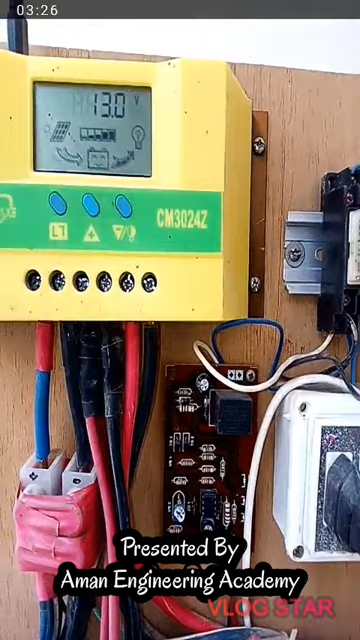 03:26
13.0
V
CM3024Z
Presented By
Aman Engineering Academy
VLOG STAR